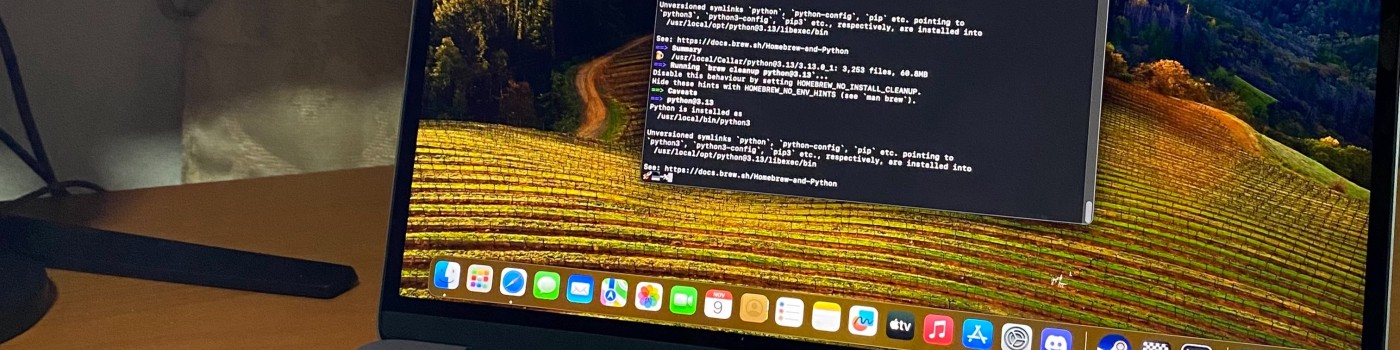 Unversioned symlinks `python`, `python-config`, `pip` etc. pointing to
`python3`, `python3-config`, `pip3` etc., respectively, are installed into
/usr/local/opt/python@3.13/libexec/bin
See: https://docs.brew.sh/Homebrew-and-Python
==> Summary
/usr/local/Cellar/python@3.13/3.13.0_1: 3,253 files, 60.8MB
==> Running `brew cleanup python@3.13`...
Disable this behaviour by setting HOMEBREW_NO_INSTALL_CLEANUP.
Hide these hints with HOMEBREW_NO_ENV_HINTS (see `man brew`).
==> Caveats
==> python@3.13
Python is installed as
/usr/local/bin/python3
Unversioned symlinks `python`, `python-config`, `pip` etc. pointing to
`python3`, `python3-config`, `pip3` etc., respectively, are installed into
/usr/local/opt/python@3.13/libexec/bin
See: https://docs.brew.sh/Homebrew-and-Python
NOV
9
tv